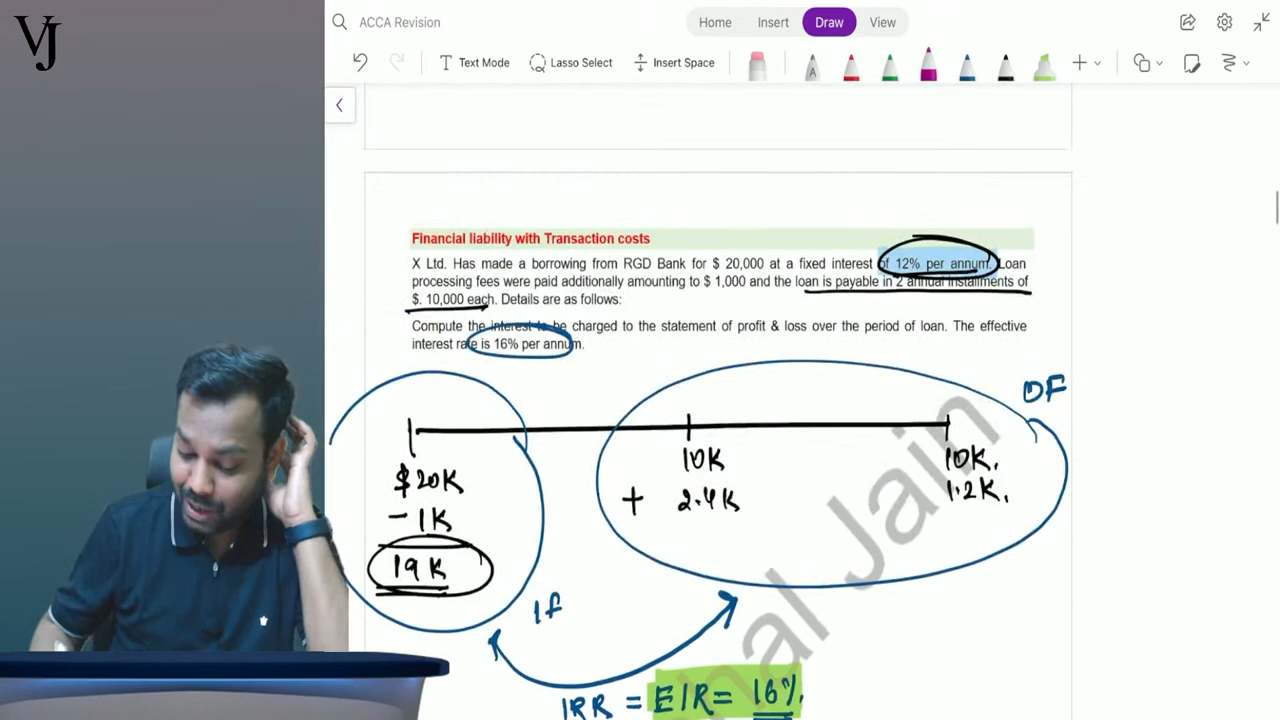 VJ
ACCA Revision
Home Insert Draw View
Text Mode Lasso Select Insert Space
Financial liability with Transaction costs
X Ltd. Has made a borrowing from RGD Bank for $ 20,000 at a fixed interest of 12% per annum. Loan
processing fees were paid additionally amounting to $ 1,000 and the loan is payable in 2 annual installments of
$. 10,000 each. Details are as follows:
Compute the interest to be charged to the statement of profit & loss over the period of loan. The effective
interest rate is 16% per annum.
OF
$20K 10K 10K.
- 1K + 2.4K 1.2K.
19K
If
IRR = EIR= 16%.
nal Jain